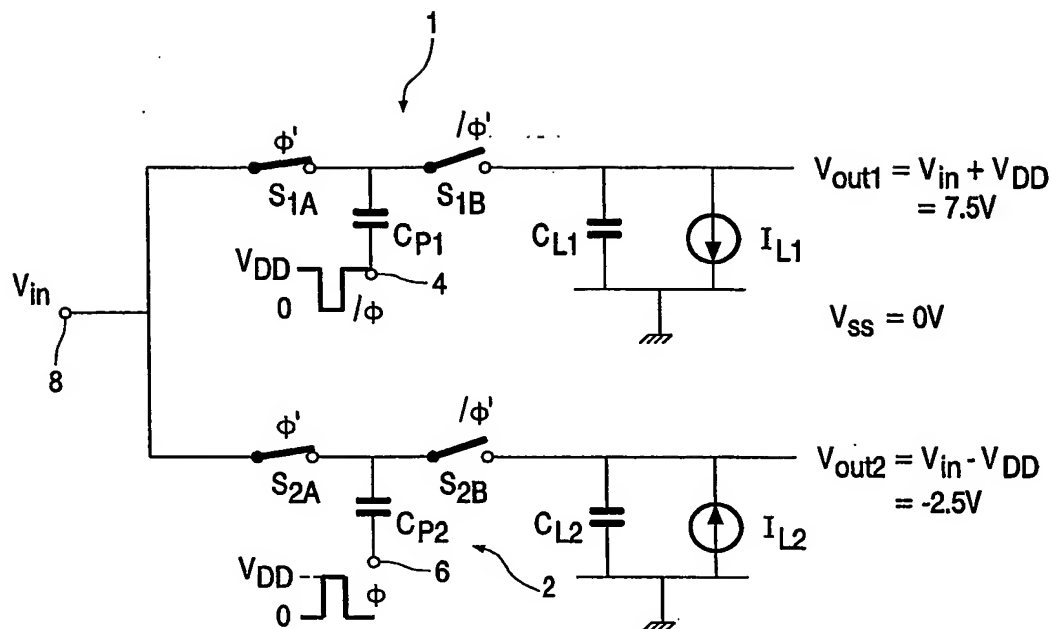 1
ϕ'
/ϕ'
S1A
S1B
CP1
VDD
0
/ϕ
4
CL1
IL1
Vout1 = Vin + VDD
= 7.5V
Vss = 0V
Vin
8
ϕ'
/ϕ'
S2A
S2B
CP2
VDD
0
ϕ
6
2
CL2
IL2
Vout2 = Vin - VDD
= -2.5V